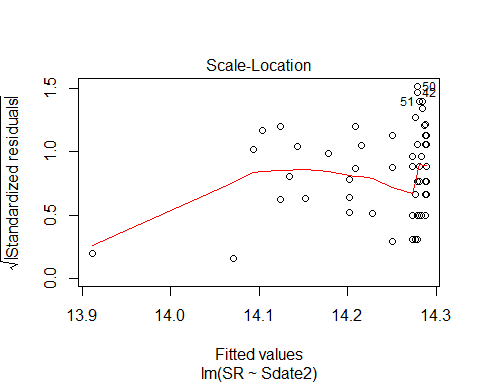 Scale-Location
√|Standardized residuals|
1.5
1.0
0.5
0.0
50
42
51
13.9 14.0 14.1 14.2 14.3
Fitted values
lm(SR ~ Sdate2)